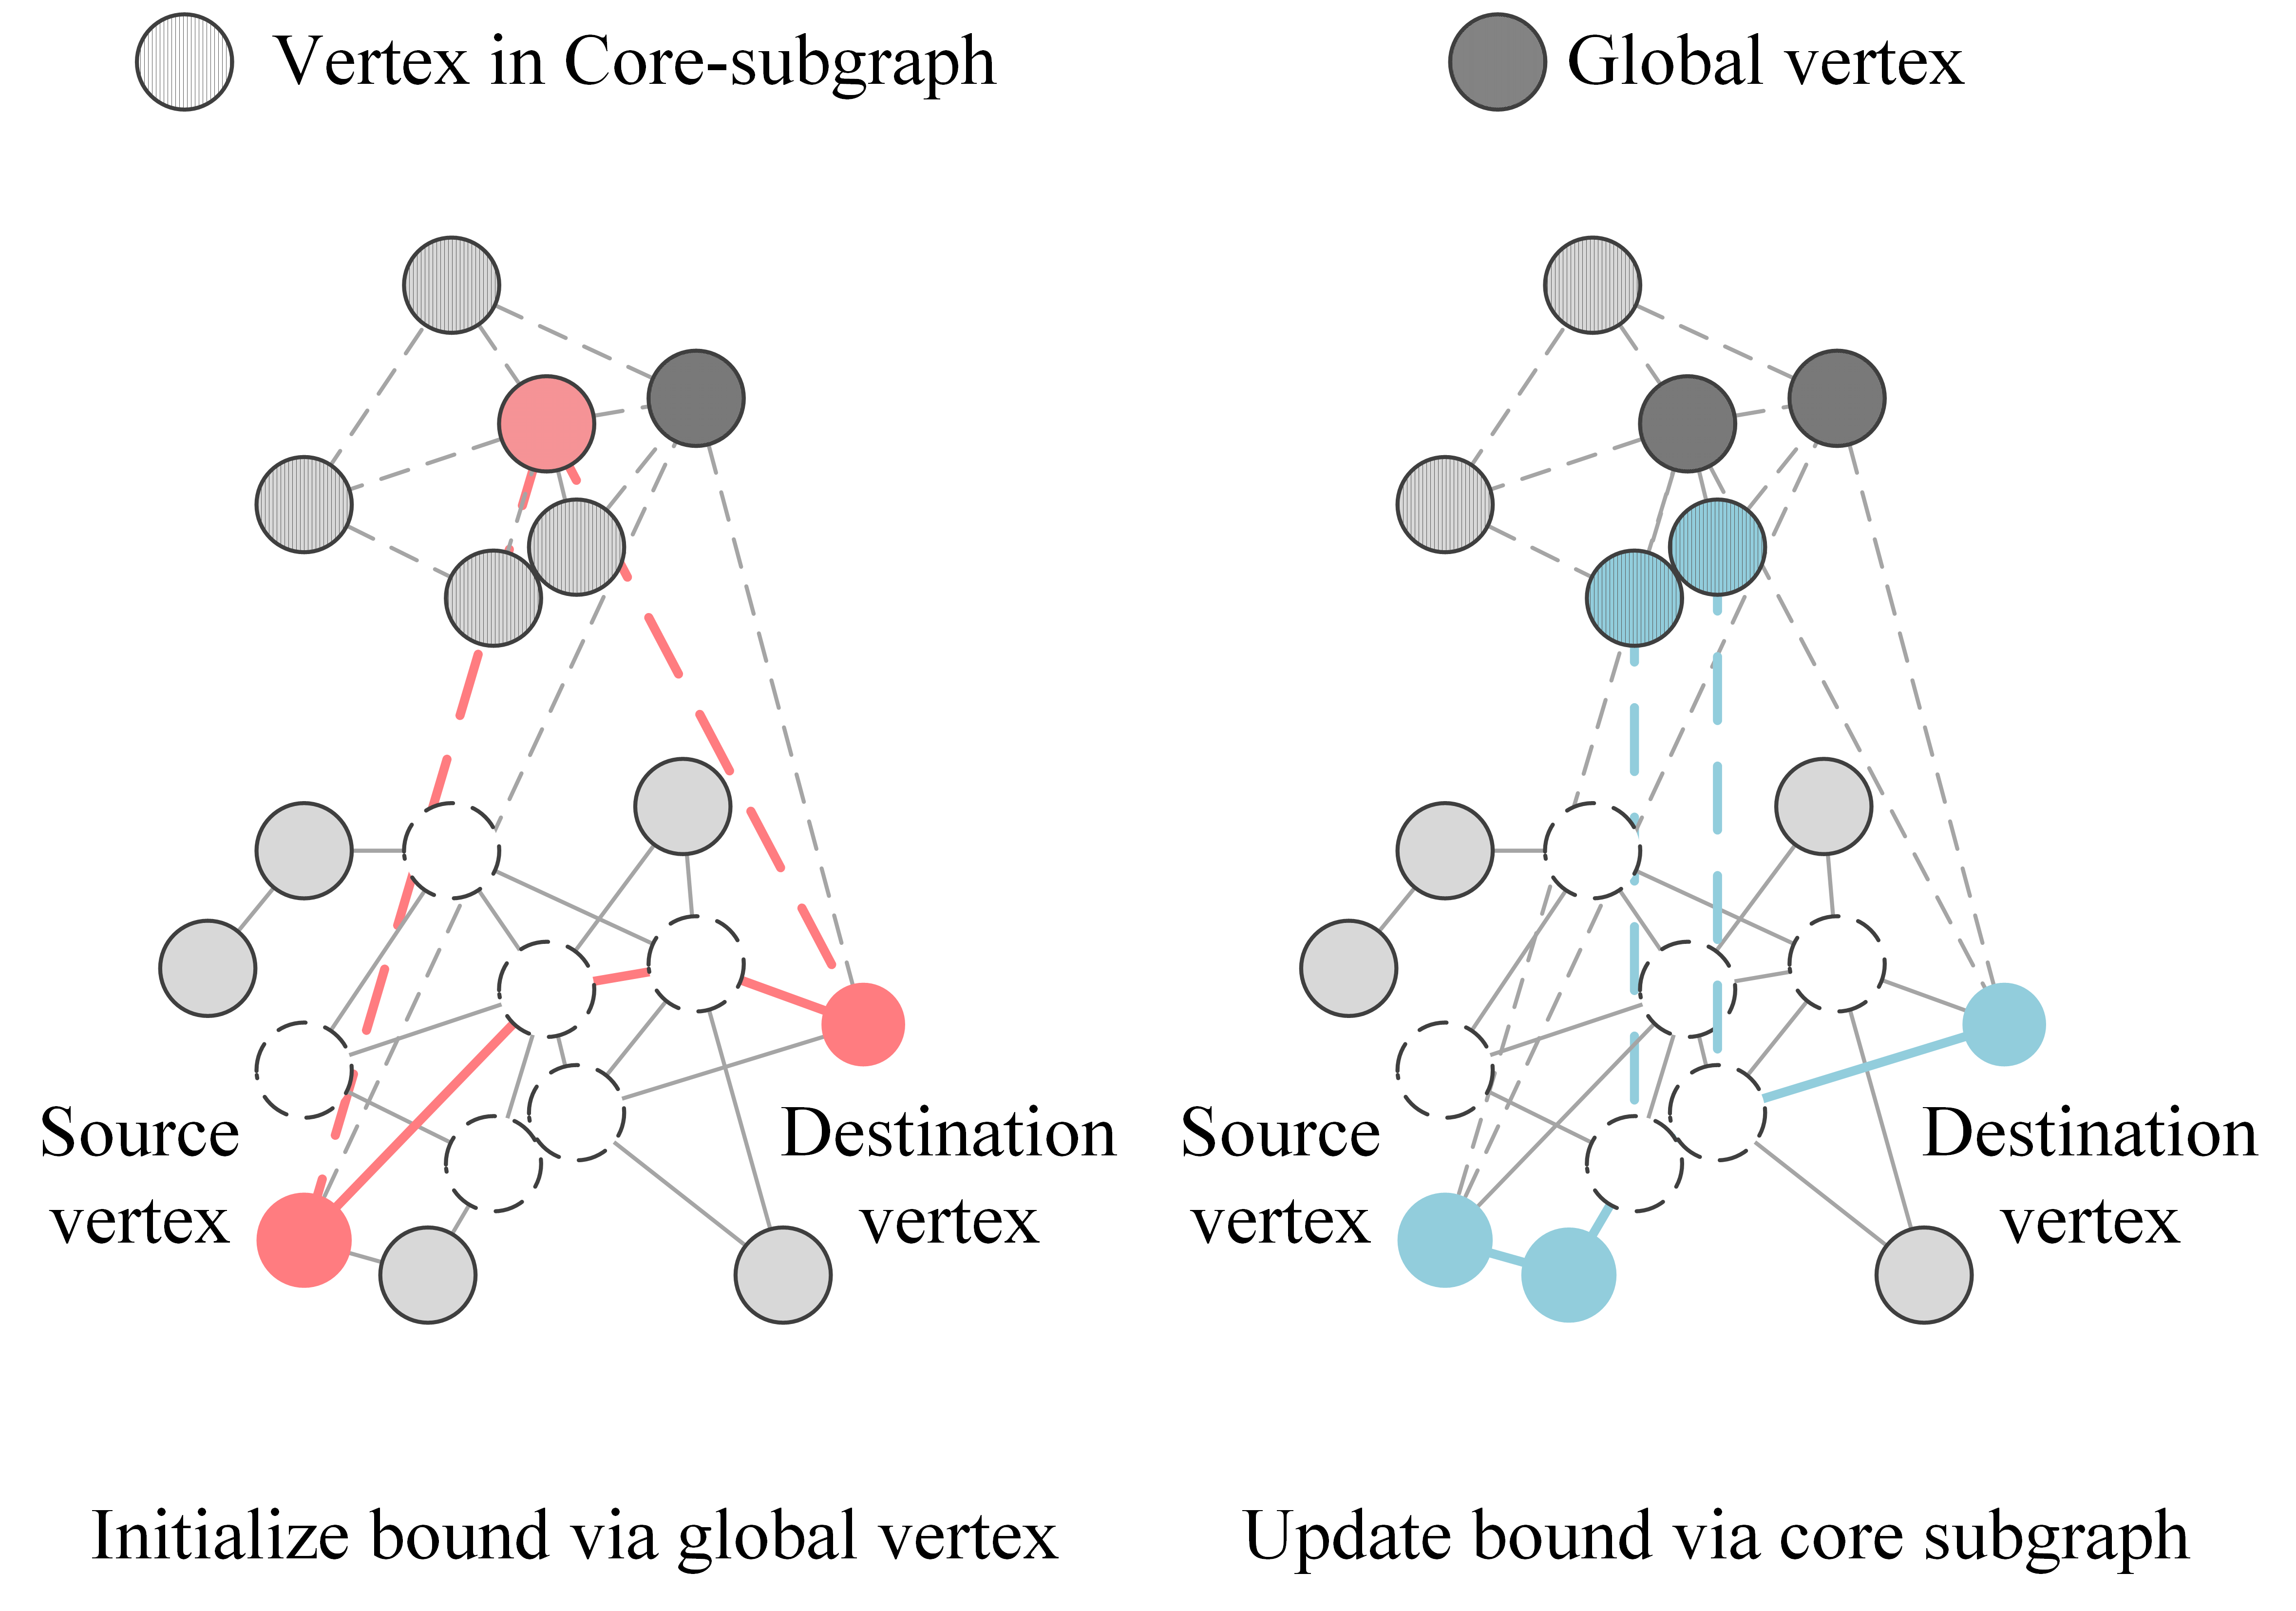 Vertex in Core-subgraph
Global vertex
Source
vertex
Destination
vertex
Source
vertex
Destination
vertex
Initialize bound via global vertex
Update bound via core subgraph